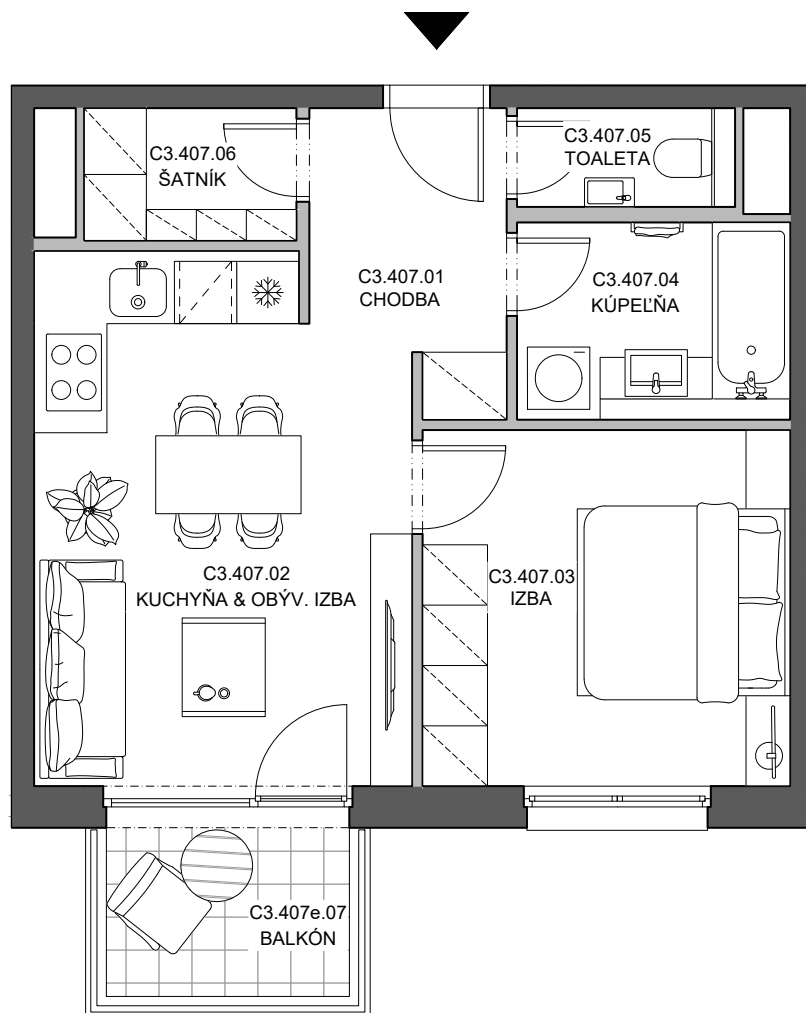 C3.407.06
ŠATNÍK
C3.407.05
TOALETA
C3.407.01
CHODBA
C3.407.04
KÚPEĽŇA
C3.407.02
KUCHYŇA & OBÝV. IZBA
C3.407.03
IZBA
C3.407e.07
BALKÓN